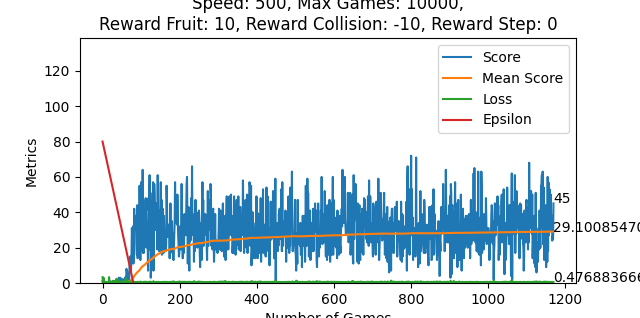 Speed: 500, Max Games: 10000,
Reward Fruit: 10, Reward Collision: -10, Reward Step: 0
Score
Mean Score
Loss
Epsilon
Metrics
120
100
80
60
40
20
0
45
29.10085470
0.476883666
0 200 400 600 800 1000 1200
Number of Games